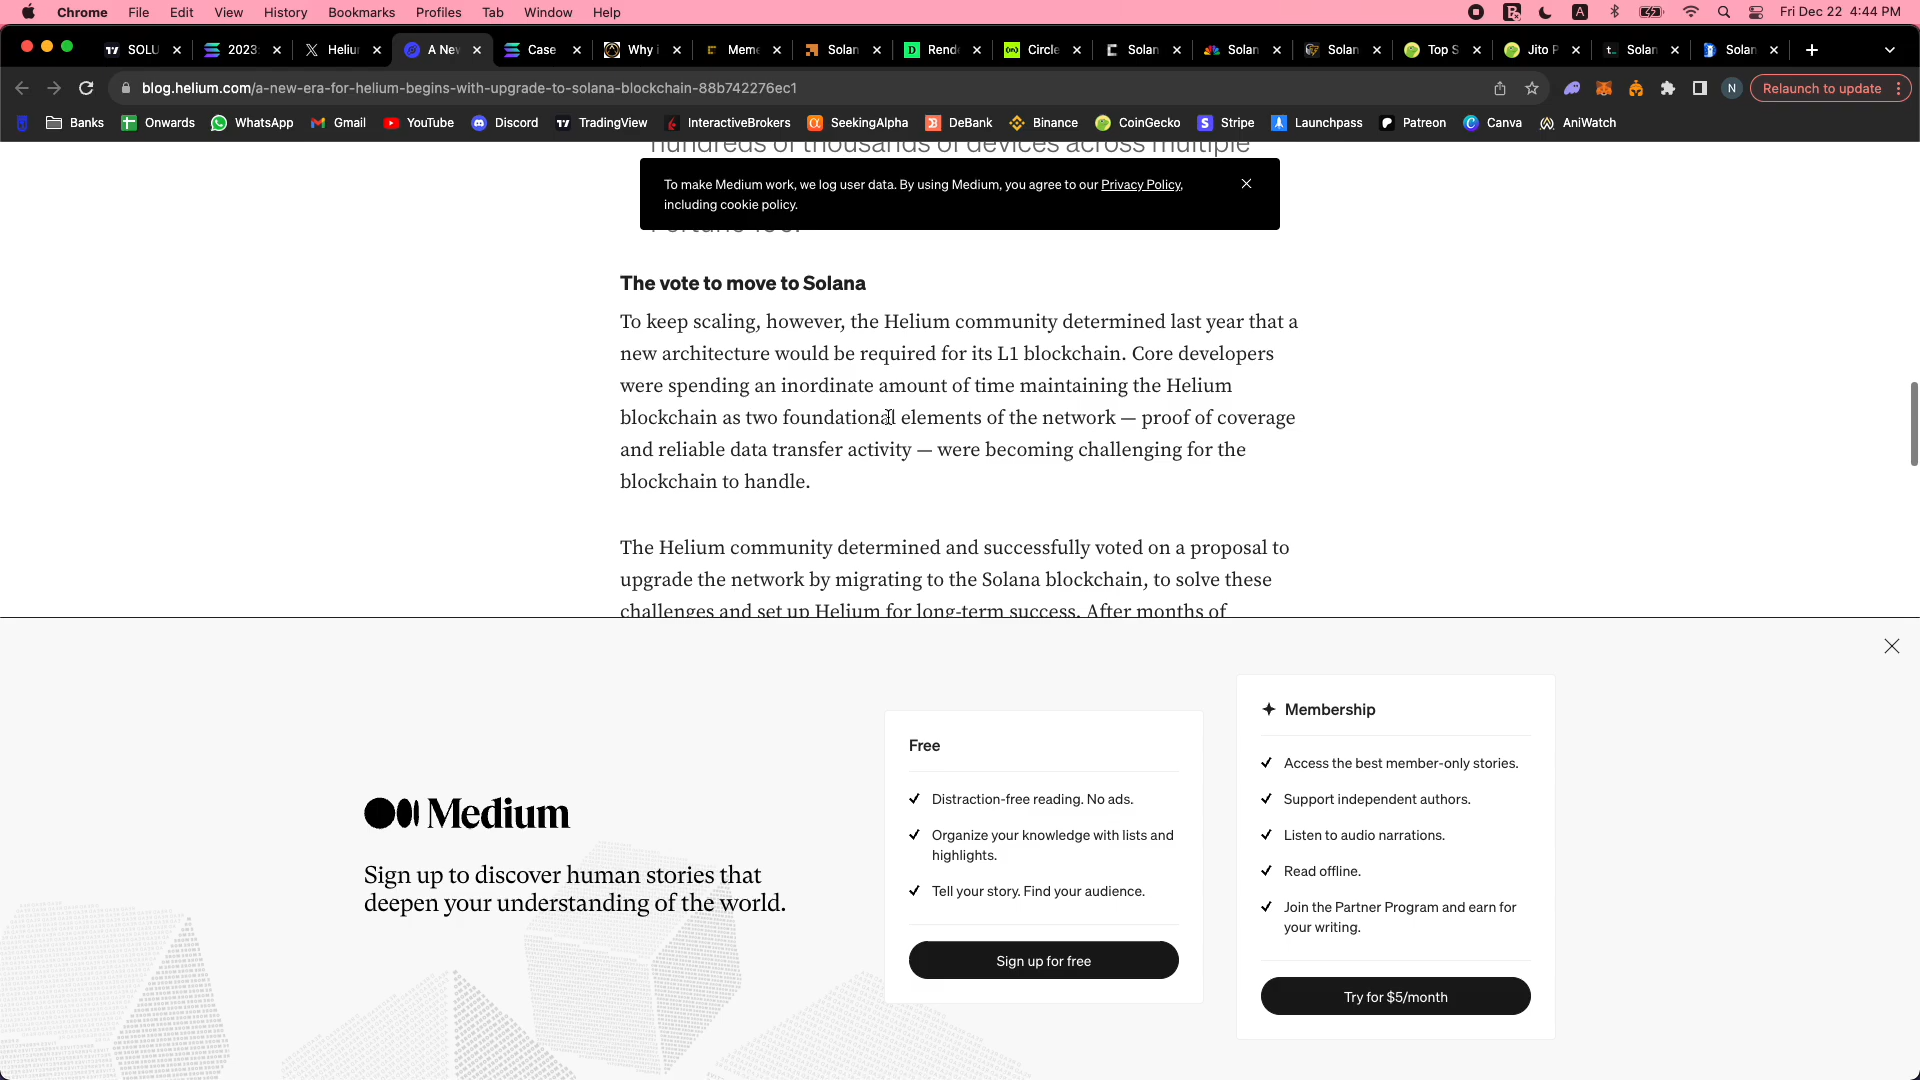 Chrome File Edit View History Bookmarks Profiles Tab Window Help
A
Fri Dec 22 4:44 PM
SOLU
2023
Heliu
A Ne
Case
Why i
Meme
Solan
Rend
Circle
Solan
Solan
Solan
Top S
Jito
Solan
Solan
blog.helium.com/a-new-era-for-helium-begins-with-upgrade-to-solana-blockchain-88b742276ec1
N
Relaunch to update
Banks Onwards WhatsApp Gmail YouTube Discord TradingView InteractiveBrokers SeekingAlpha DeBank Binance CoinGecko Stripe Launchpass Patreon Canva AniWatch
hundreds of thousands of devices across multiple
To make Medium work, we log user data. By using Medium, you agree to our Privacy Policy,
including cookie policy.
The vote to move to Solana
To keep scaling, however, the Helium community determined last year that a
new architecture would be required for its L1 blockchain. Core developers
were spending an inordinate amount of time maintaining the Helium
blockchain as two foundational elements of the network — proof of coverage
and reliable data transfer activity — were becoming challenging for the
blockchain to handle.
The Helium community determined and successfully voted on a proposal to
upgrade the network by migrating to the Solana blockchain, to solve these
challenges and set up Helium for long-term success. After months of
Medium
Sign up to discover human stories that
deepen your understanding of the world.
Free
Distraction-free reading. No ads.
Organize your knowledge with lists and
highlights.
Tell your story. Find your audience.
Sign up for free
Membership
Access the best member-only stories.
Support independent authors.
Listen to audio narrations.
Read offline.
Join the Partner Program and earn for
your writing.
Try for $5/month